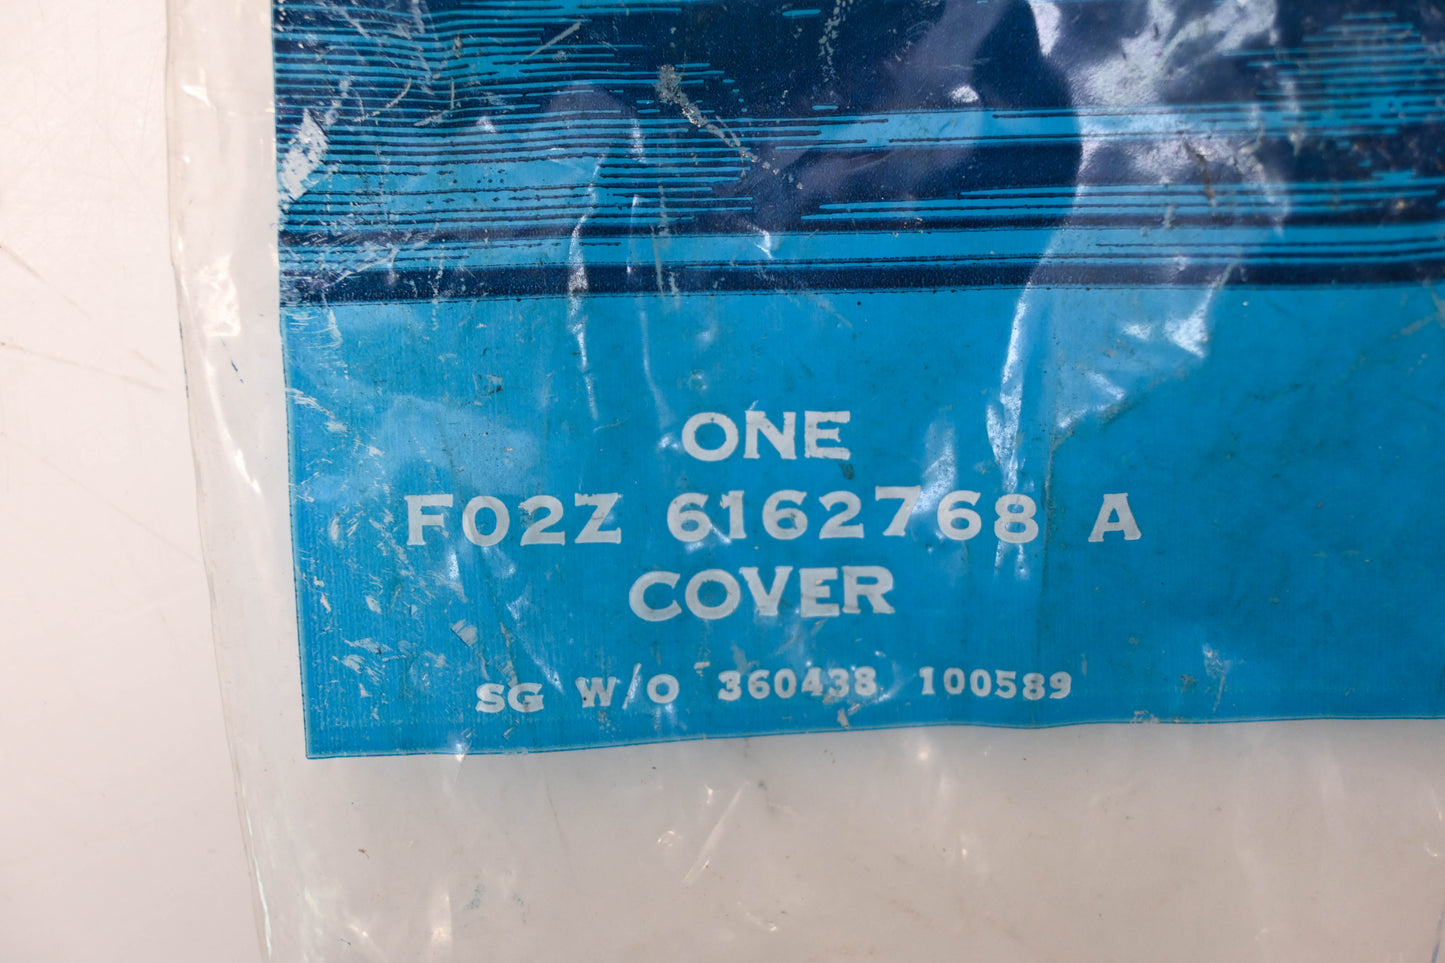 ONE
F02Z 6162768 A
COVER
SG W/O 360438 100589